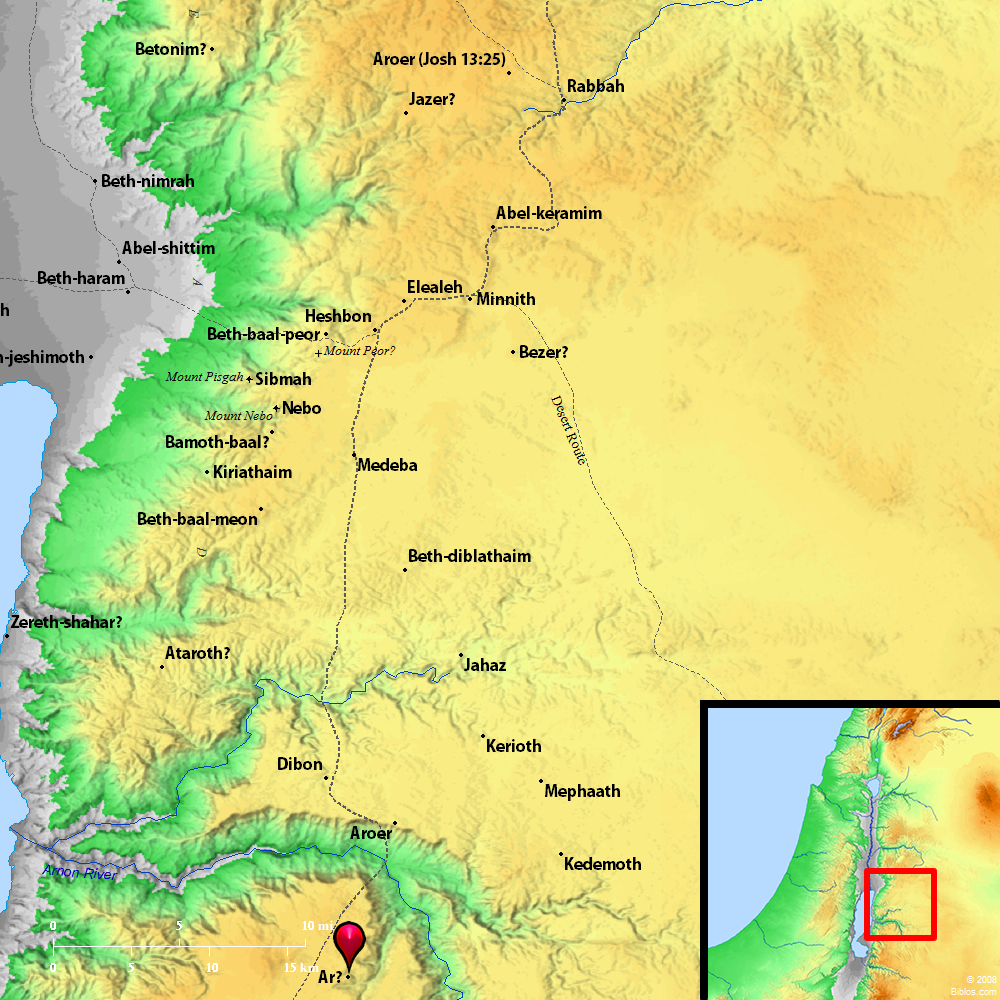 E
Betonim?
Aroer (Josh 13:25)
Rabbah
Jazer?
Beth-nimrah
Abel-keramim
Abel-shittim
Beth-haram
A
Elealeh
Minnith
h
Heshbon
Beth-baal-peor
Mount Peor?
Bezer?
-jeshimoth
Mount Pisgah
Sibmah
Nebo
Mount Nebo
Desert Route
Bamoth-baal?
Medeba
Kiriathaim
Beth-baal-meon
D
Beth-diblathaim
Zereth-shahar?
Ataroth?
Jahaz
Kerioth
Dibon
Mephaath
Aroer
Kedemoth
Arnon River
0 5 10 mi
0 5 10 15 km
Ar?
© 2008
Biblos.com